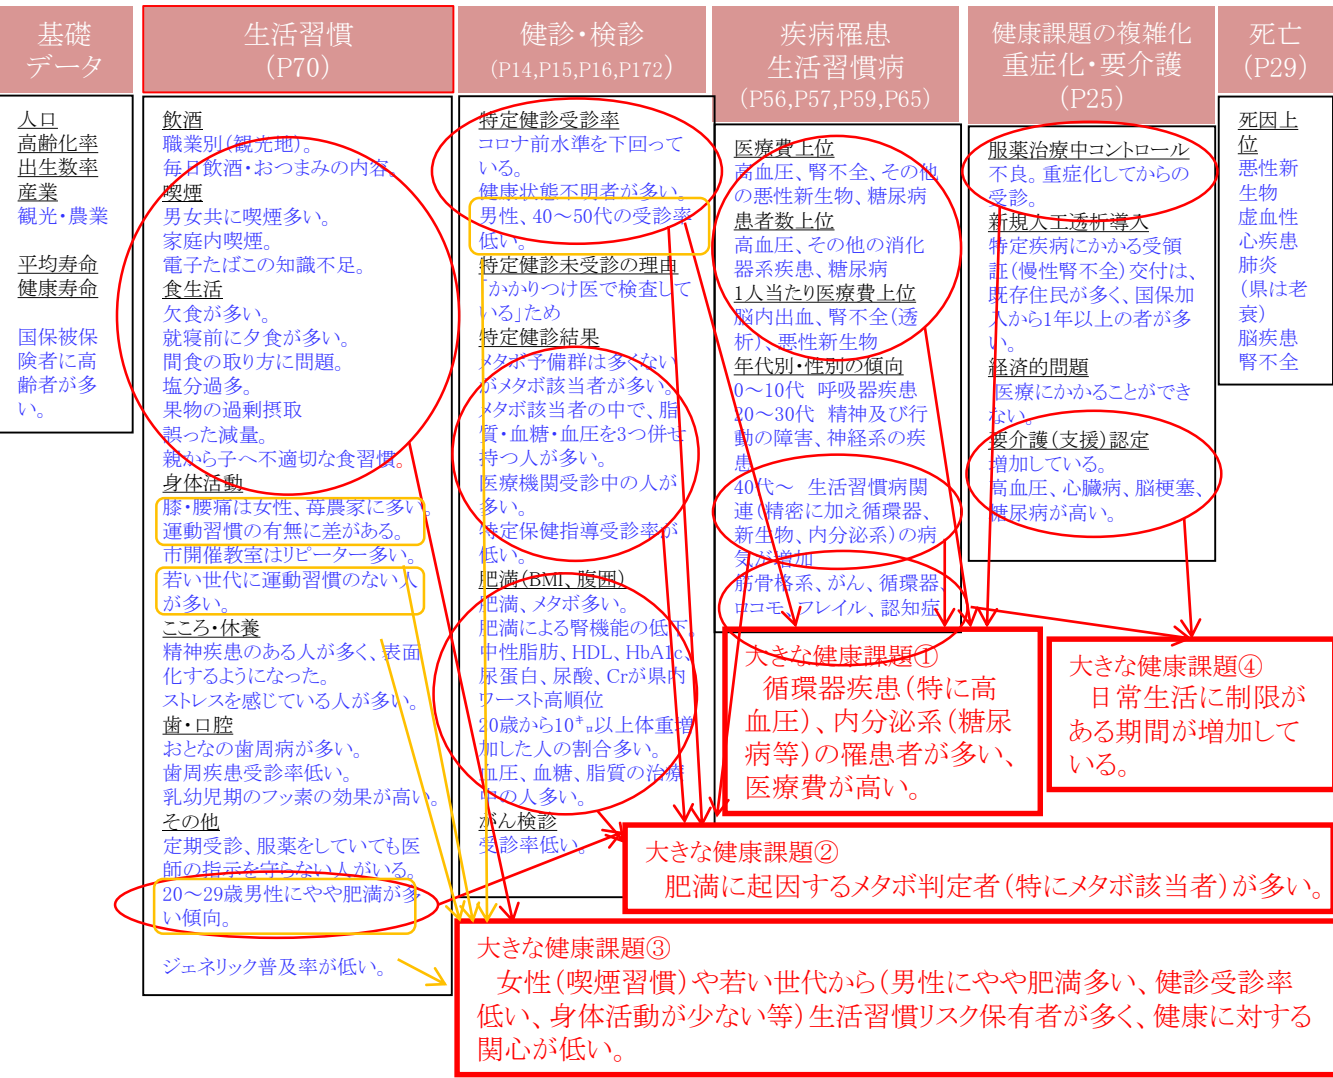 基礎
データ
人口
高齢化率
出生数率
産業
観光・農業
平均寿命
健康寿命
国保被保
険者に高
齢者が多
い。
生活習慣
(P70)
飲酒
職業別(観光地)。
毎日飲酒・おつまみの内容。
喫煙
男女共に喫煙多い。
家庭内喫煙。
電子たばこの知識不足。
食生活
欠食が多い。
就寝前に夕食が多い。
間食の取り方に問題。
塩分過多。
果物の過剰摂取
誤った減量。
親から子へ不適切な食習慣。
身体活動
膝・腰痛は女性、苺農家に多い。
運動習慣の有無に差がある。
市開催教室はリピーター多い。
若い世代に運動習慣のない人
が多い。
こころ・休養
精神疾患のある人が多く、表面
化するようになった。
ストレスを感じている人が多い。
歯・口腔
おとなの歯周病が多い。
歯周疾患受診率低い。
乳幼児期のフッ素の効果が高い。
その他
定期受診、服薬をしていても医
師の指示を守らない人がいる。
20～29歳男性にやや肥満が多
い傾向。
ジェネリック普及率が低い。
健診・検診
(P14,P15,P16,P172)
特定健診受診率
コロナ前水準を下回って
いる。
健康状態不明者が多い。
男性、40～50代の受診率
低い。
特定健診未受診の理由
「かかりつけ医で検査して
いる」ため
特定健診結果
メタボ予備群は多くない
がメタボ該当者が多い。
メタボ該当者の中で、脂
質・血糖・血圧を3つ併せ
持つ人が多い。
医療機関受診中の人が
多い。
特定保健指導受診率が
低い。
肥満(BMI、腹囲)
肥満、メタボ多い。
肥満による腎機能の低下。
中性脂肪、HDL、HbA1c、
尿蛋白、尿酸、Crが県内
ワースト高順位
20歳から10㌔以上体重増
加した人の割合多い。
血圧、血糖、脂質の治療
中の人多い。
がん検診
受診率低い。
疾病罹患
生活習慣病
(P56,P57,P59,P65)
医療費上位
高血圧、腎不全、その他
の悪性新生物、糖尿病
患者数上位
高血圧、その他の消化
器系疾患、糖尿病
1人当たり医療費上位
脳内出血、腎不全(透
析)、悪性新生物
年代別・性別の傾向
0～10代 呼吸器疾患
20～30代 精神及び行
動の障害、神経系の疾
患
40代～ 生活習慣病関
連(精密に加え循環器、
新生物、内分泌系)の病
気が増加
筋骨格系、がん、循環器、
ロコモ、フレイル、認知症
健康課題の複雑化
重症化・要介護
(P25)
服薬治療中コントロール
不良。重症化してからの
受診。
新規人工透析導入
特定疾病にかかる受領
証(慢性腎不全)交付は、
既存住民が多く、国保加
入から1年以上の者が多
い。
経済的問題
医療にかかることができ
ない。
要介護(支援)認定
増加している。
高血圧、心臓病、脳梗塞、
糖尿病が高い。
死亡
(P29)
死因上
位
悪性新
生物
虚血性
心疾患
肺炎
(県は老
衰)
脳疾患
腎不全
大きな健康課題①
循環器疾患(特に高
血圧)、内分泌系(糖尿
病等)の罹患者が多い、
医療費が高い。
大きな健康課題④
日常生活に制限が
ある期間が増加して
いる。
大きな健康課題②
肥満に起因するメタボ判定者(特にメタボ該当者)が多い。
大きな健康課題③
女性(喫煙習慣)や若い世代から(男性にやや肥満多い、健診受診率
低い、身体活動が少ない等)生活習慣リスク保有者が多く、健康に対する
関心が低い。